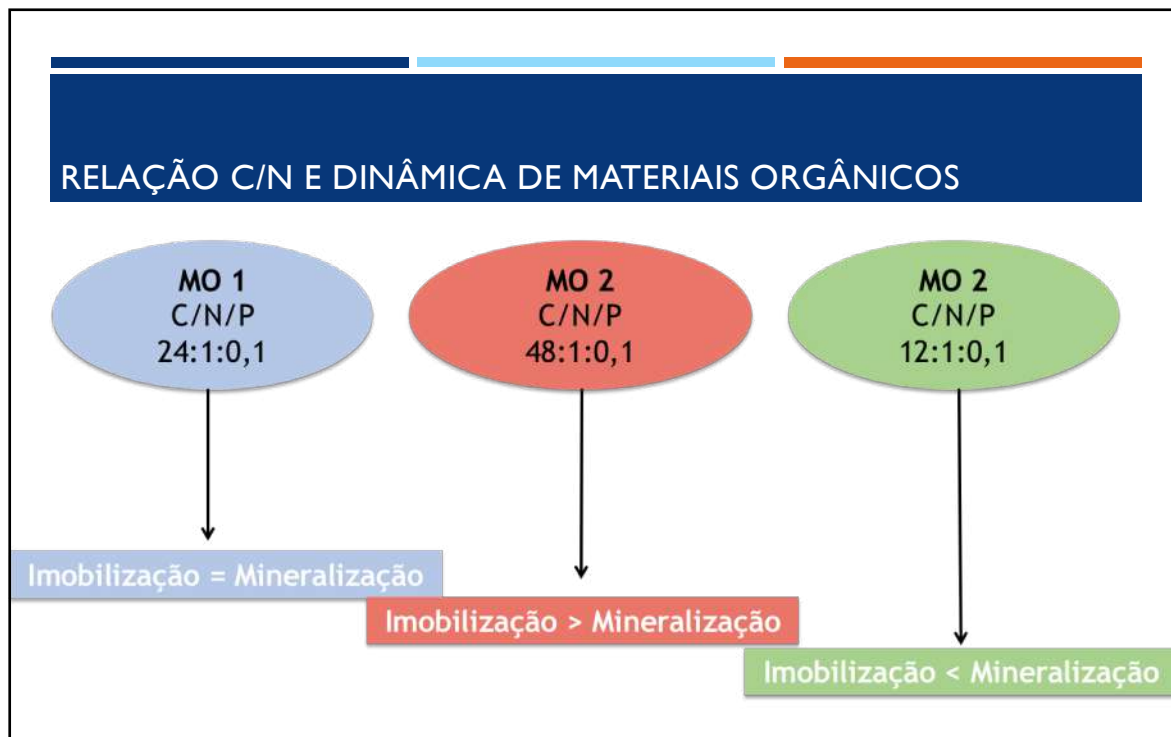 RELAÇÃO C/N E DINÂMICA DE MATERIAIS ORGÂNICOS
MO 1
C/N/P
24:1:0,1
MO 2
C/N/P
48:1:0,1
MO 2
C/N/P
12:1:0,1
Imobilização = Mineralização
Imobilização > Mineralização
Imobilização < Mineralização